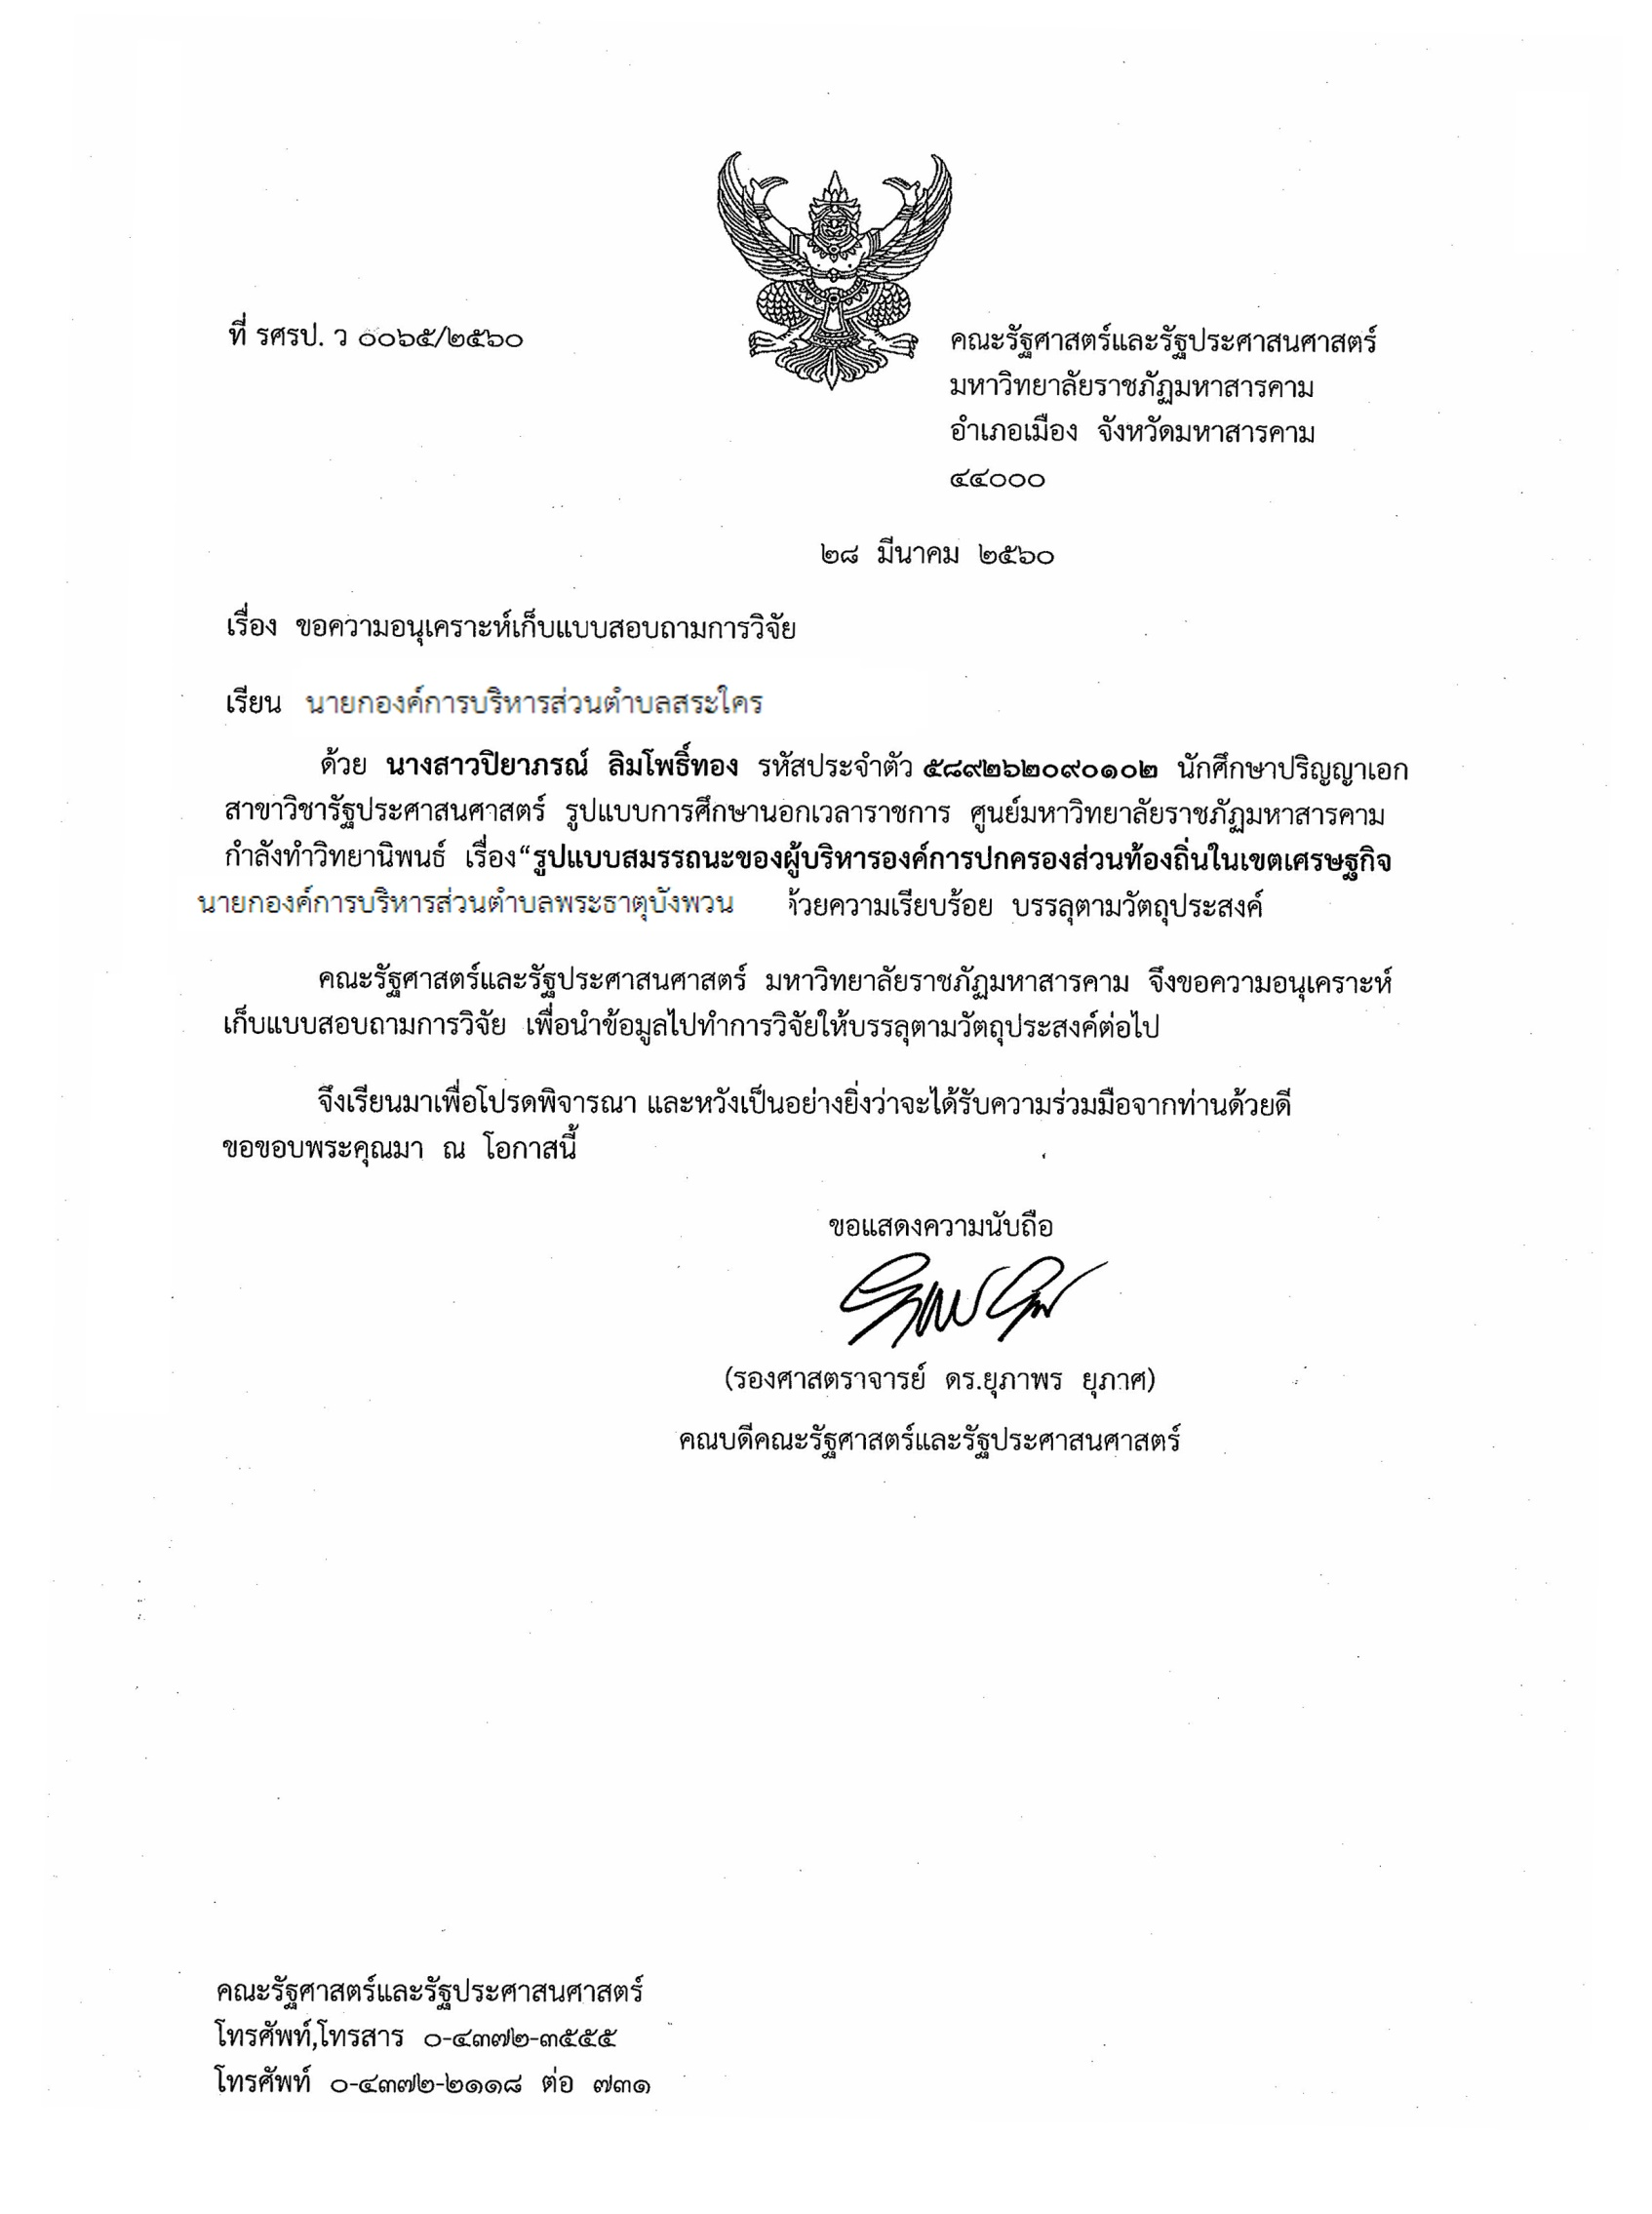 ที่ รศรป. ว ๐๐๖๕/๒๕๖๐
คณะรัฐศาสตร์และรัฐประศาสนศาสตร์
มหาวิทยาลัยราชภัฏมหาสารคาม
อำเภอเมือง จังหวัดมหาสารคาม
๔๔๐๐๐
๒๘ มีนาคม ๒๕๖๐
เรื่อง ขอความอนุเคราะห์เก็บแบบสอบถามการวิจัย
เรียน นายกองค์การบริหารส่วนตำบลสระใคร
ด้วย นางสาวปิยาภรณ์ ลิมโพธิ์ทอง รหัสประจำตัว ๕๘๙๒๖๒๐๙๐๑๐๒ นักศึกษาปริญญาเอก
สาขาวิชารัฐประศาสนศาสตร์ รูปแบบการศึกษานอกเวลาราชการ ศูนย์มหาวิทยาลัยราชภัฏมหาสารคาม
กำลังทำวิทยานิพนธ์ เรื่อง“รูปแบบสมรรถนะของผู้บริหารองค์การปกครองส่วนท้องถิ่นในเขตเศรษฐกิจ
นายกองค์การบริหารส่วนตำบลพระธาตุบังพวน ด้วยความเรียบร้อย บรรลุตามวัตถุประสงค์
คณะรัฐศาสตร์และรัฐประศาสนศาสตร์ มหาวิทยาลัยราชภัฏมหาสารคาม จึงขอความอนุเคราะห์
เก็บแบบสอบถามการวิจัย เพื่อนำข้อมูลไปทำการวิจัยให้บรรลุตามวัตถุประสงค์ต่อไป
จึงเรียนมาเพื่อโปรดพิจารณา และหวังเป็นอย่างยิ่งว่าจะได้รับความร่วมมือจากท่านด้วยดี
ขอขอบพระคุณมา ณ โอกาสนี้
ขอแสดงความนับถือ
(รองศาสตราจารย์ ดร.ยุภาพร ยุภาศ)
คณบดีคณะรัฐศาสตร์และรัฐประศาสนศาสตร์
คณะรัฐศาสตร์และรัฐประศาสนศาสตร์
โทรศัพท์,โทรสาร ๐-๔๓๗๒-๓๕๕๕
โทรศัพท์ ๐-๔๓๗๒-๒๑๑๘ ต่อ ๗๓๑